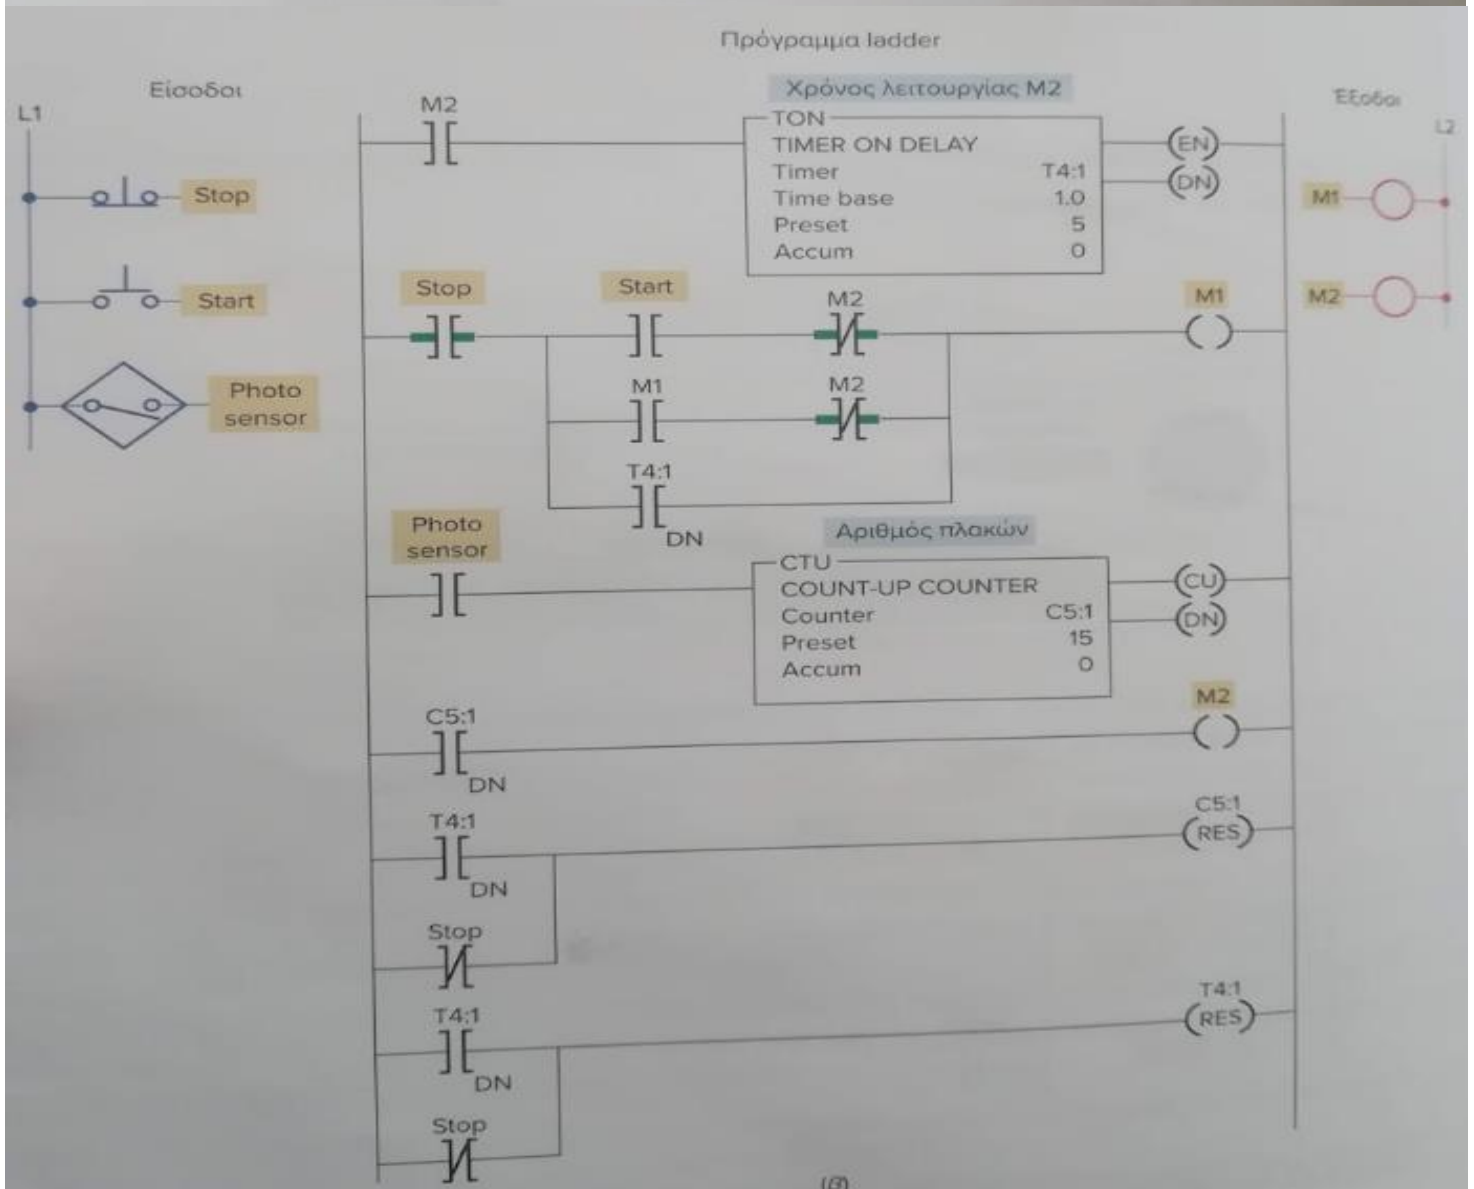 Πρόγραμμα ladder
Είσοδοι
L1
Stop
Start
Photo
sensor
M2
Χρόνος λειτουργίας M2
TON
TIMER ON DELAY
Timer T4:1
Time base 1.0
Preset 5
Accum 0
EN
DN
Έξοδοι
L2
M1
M2
Stop
Start
M2
M1
M1
M2
T4:1
DN
Photo
sensor
Αριθμός πλακών
CTU
COUNT-UP COUNTER
Counter C5:1
Preset 15
Accum 0
CU
DN
C5:1
DN
M2
T4:1
DN
C5:1
RES
Stop
T4:1
DN
T4:1
RES
Stop
(β)